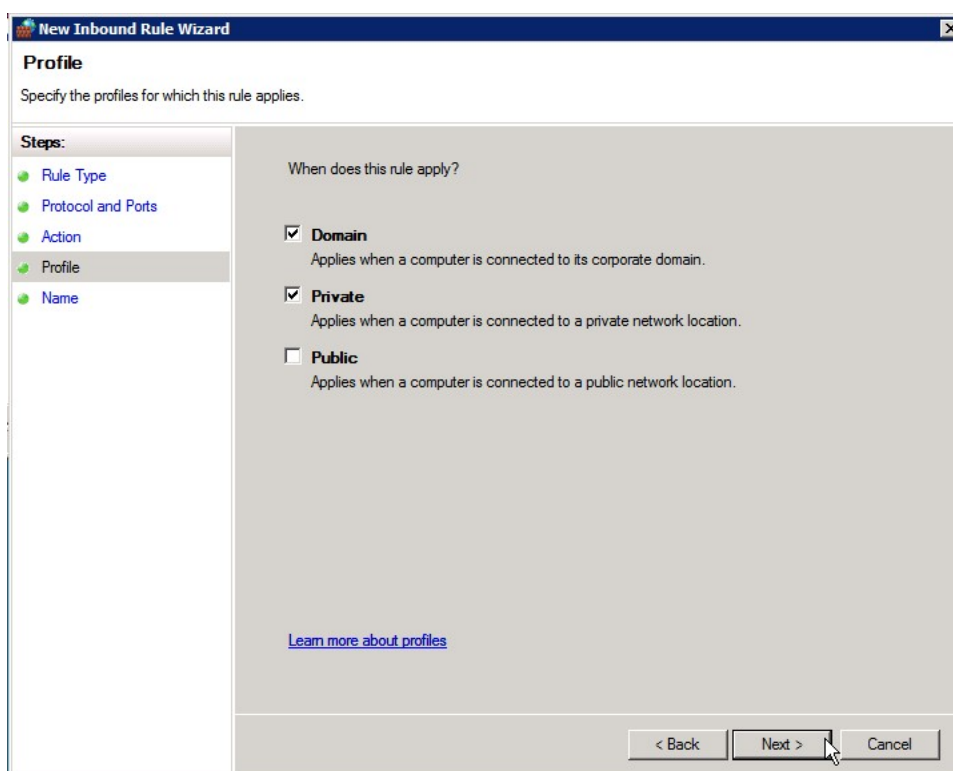 New Inbound Rule Wizard
Profile
Specify the profiles for which this rule applies.
Steps:
Rule Type
Protocol and Ports
Action
Profile
Name
When does this rule apply?
Domain
Applies when a computer is connected to its corporate domain.
Private
Applies when a computer is connected to a private network location.
Public
Applies when a computer is connected to a public network location.
Learn more about profiles
< Back
Next >
Cancel